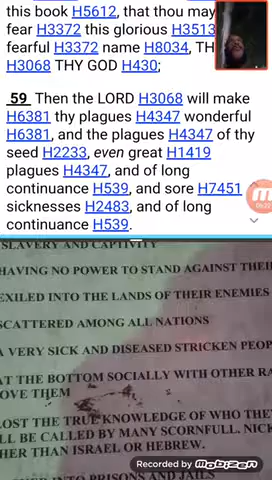 this book H5612, that thou may
fear H3372 this glorious H3513
fearful H3372 name H8034, TH
H3068 THY GOD H430;
59 Then the LORD H3068 will make
H6381 thy plagues H4347 wonderful
H6381, and the plagues H4347 of thy
seed H2233, even great H1419
plagues H4347, and of long
continuance H539, and sore H7451
sicknesses H2483, and of long
continuance H539.
06:22
SLAVERY AND CAPTIVITY
HAVING NO POWER TO STAND AGAINST THEIR
EXILED INTO THE LANDS OF THEIR ENEMIES
SCATTERED AMONG ALL NATIONS
A VERY SICK AND DISEASED STRICKEN PEOP
AT THE BOTTOM SOCIALLY WITH OTHER RA
OVE THEM
LOST THE TRUE KNOWLEDGE OF WHO THE
LL BE CALLED BY MANY SCORNFULL. NICK
HER THAN ISRAEL OR HEBREW.
INTO PRISONS AND JAILS
Recorded by mobizen